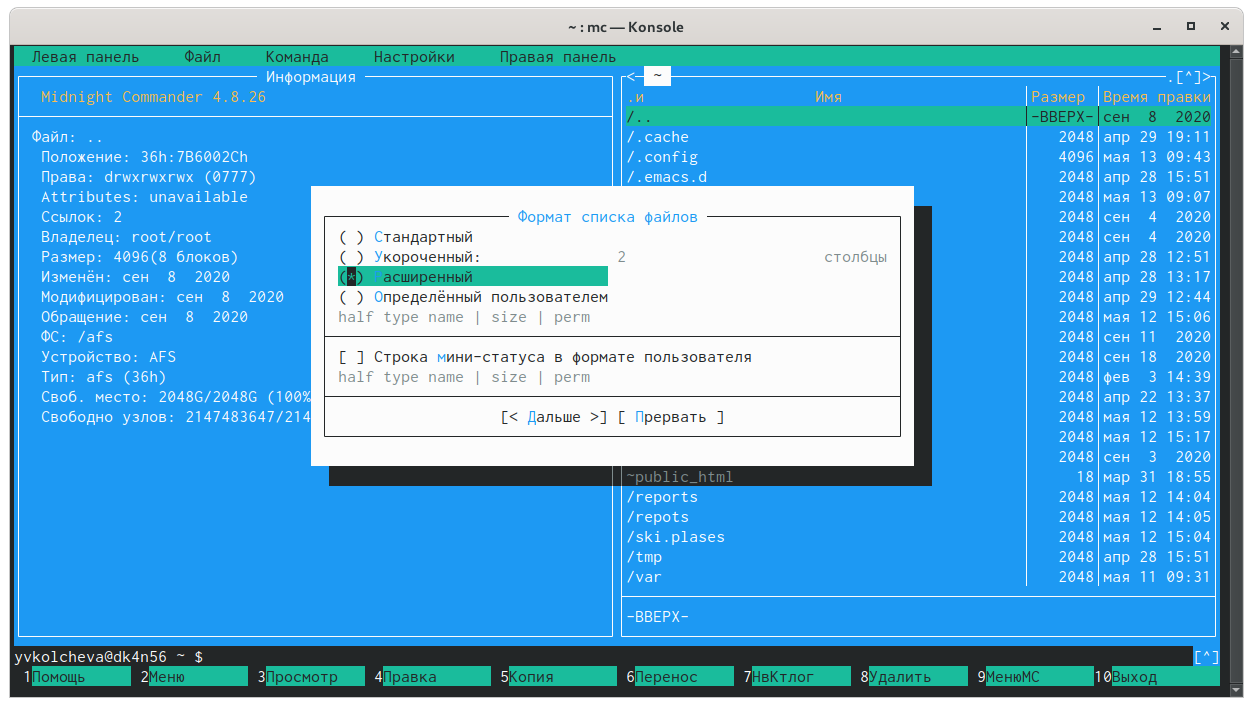 ~ : mc — Konsole
Левая панель Файл Команда Настройки Правая панель
Информация <─ ~ .[^]>
Midnight Commander 4.8.26 .и Имя Размер Время правки
/.. -ВВЕРХ- сен 8 2020
Файл: .. /.cache 2048 апр 29 19:11
Положение: 36h:7B6002Ch /.config 4096 мая 13 09:43
Права: drwxrwxrwx (0777) /.emacs.d 2048 апр 28 15:51
Attributes: unavailable 2048 мая 13 09:07
Ссылок: 2 Формат списка файлов 2048 сен 4 2020
Владелец: root/root ( ) Стандартный 2048 сен 4 2020
Размер: 4096(8 блоков) ( ) Укороченный: 2 столбцы 2048 апр 28 12:51
Изменён: сен 8 2020 (*) Расширенный 2048 апр 28 13:17
Модифицирован: сен 8 2020 ( ) Определённый пользователем 2048 апр 29 12:44
Обращение: сен 8 2020 half type name | size | perm 2048 мая 12 15:06
ФС: /afs 2048 сен 11 2020
Устройство: AFS [ ] Строка мини-статуса в формате пользователя 2048 сен 18 2020
Тип: afs (36h) half type name | size | perm 2048 фев 3 14:39
Своб. место: 2048G/2048G (100% 2048 апр 22 13:37
Свободно узлов: 2147483647/214 [< Дальше >] [ Прервать ] 2048 мая 12 13:59
2048 мая 12 15:17
2048 сен 3 2020
~public_html 18 мар 31 18:55
/reports 2048 мая 12 14:04
/repots 2048 мая 12 14:05
/ski.plases 2048 мая 12 15:04
/tmp 2048 апр 28 15:51
/var 2048 мая 11 09:31
-ВВЕРХ-
yvkolcheva@dk4n56 ~ $ [^]
1Помощь 2Меню 3Просмотр 4Правка 5Копия 6Перенос 7НвКтлог 8Удалить 9МенюМС 10Выход